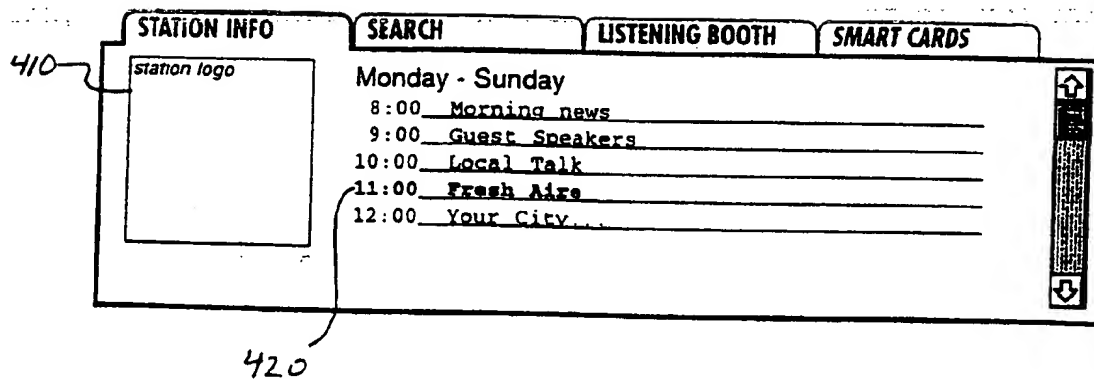 STATION INFO SEARCH LISTENING BOOTH SMART CARDS
410 station logo
Monday - Sunday
8:00 Morning news
9:00 Guest Speakers
10:00 Local Talk
11:00 Fresh Aire
12:00 Your City...
420